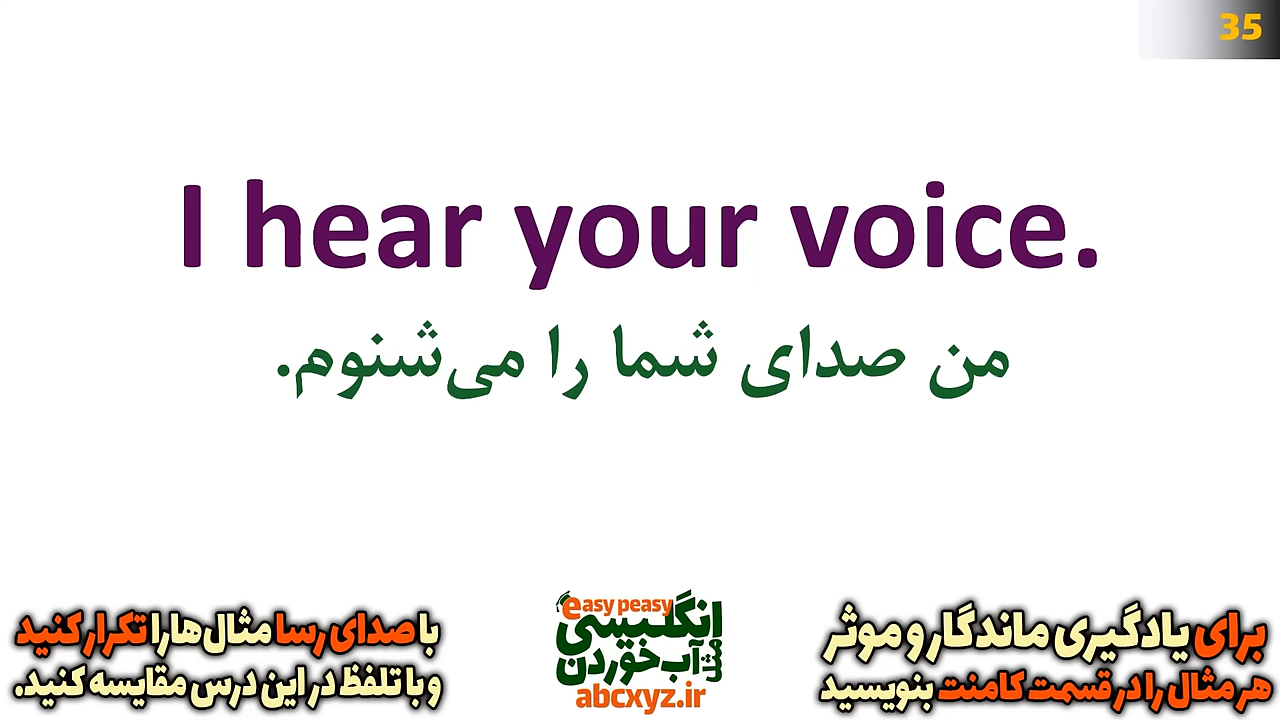 35
I hear your voice.
من صدای شما را می‌شنوم.
برای یادگیری ماندگار و موثر
هر مثال را در قسمت کامنت بنویسید
easy peasy
انگلیسی
مثل آب خوردن
abcxyz.ir
با صدای رسا مثال‌ها را تکرار کنید
و با تلفظ در این درس مقایسه کنید.